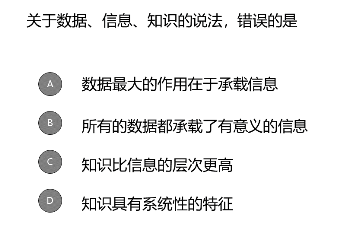 关于数据、信息、知识的说法，错误的是
A 数据最大的作用在于承载信息
B 所有的数据都承载了有意义的信息
C 知识比信息的层次更高
D 知识具有系统性的特征